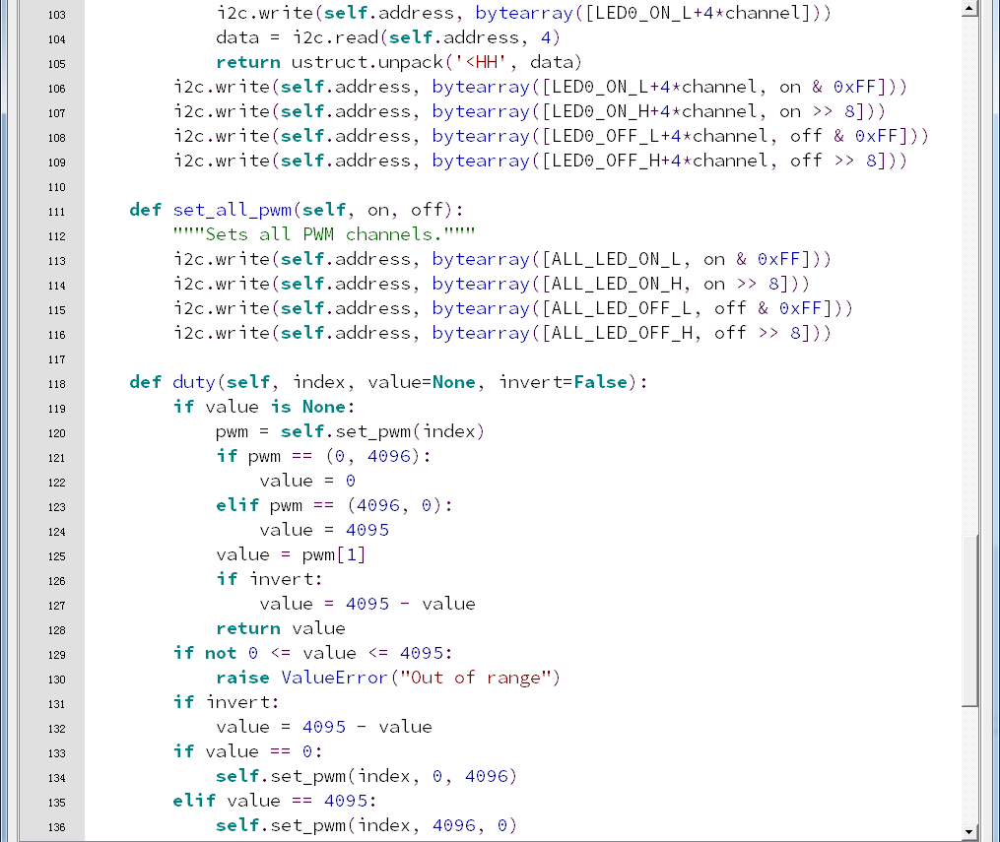 103                 i2c.write(self.address, bytearray([LED0_ON_L+4*channel]))
104                 data = i2c.read(self.address, 4)
105                 return ustruct.unpack('<HH', data)
106             i2c.write(self.address, bytearray([LED0_ON_L+4*channel, on & 0xFF]))
107             i2c.write(self.address, bytearray([LED0_ON_H+4*channel, on >> 8]))
108             i2c.write(self.address, bytearray([LED0_OFF_L+4*channel, off & 0xFF]))
109             i2c.write(self.address, bytearray([LED0_OFF_H+4*channel, off >> 8]))
110
111         def set_all_pwm(self, on, off):
112             """Sets all PWM channels."""
113             i2c.write(self.address, bytearray([ALL_LED_ON_L, on & 0xFF]))
114             i2c.write(self.address, bytearray([ALL_LED_ON_H, on >> 8]))
115             i2c.write(self.address, bytearray([ALL_LED_OFF_L, off & 0xFF]))
116             i2c.write(self.address, bytearray([ALL_LED_OFF_H, off >> 8]))
117
118         def duty(self, index, value=None, invert=False):
119             if value is None:
120                 pwm = self.set_pwm(index)
121                 if pwm == (0, 4096):
122                     value = 0
123                 elif pwm == (4096, 0):
124                     value = 4095
125                 value = pwm[1]
126                 if invert:
127                     value = 4095 - value
128                 return value
129             if not 0 <= value <= 4095:
130                 raise ValueError("Out of range")
131             if invert:
132                 value = 4095 - value
133             if value == 0:
134                 self.set_pwm(index, 0, 4096)
135             elif value == 4095:
136                 self.set_pwm(index, 4096, 0)